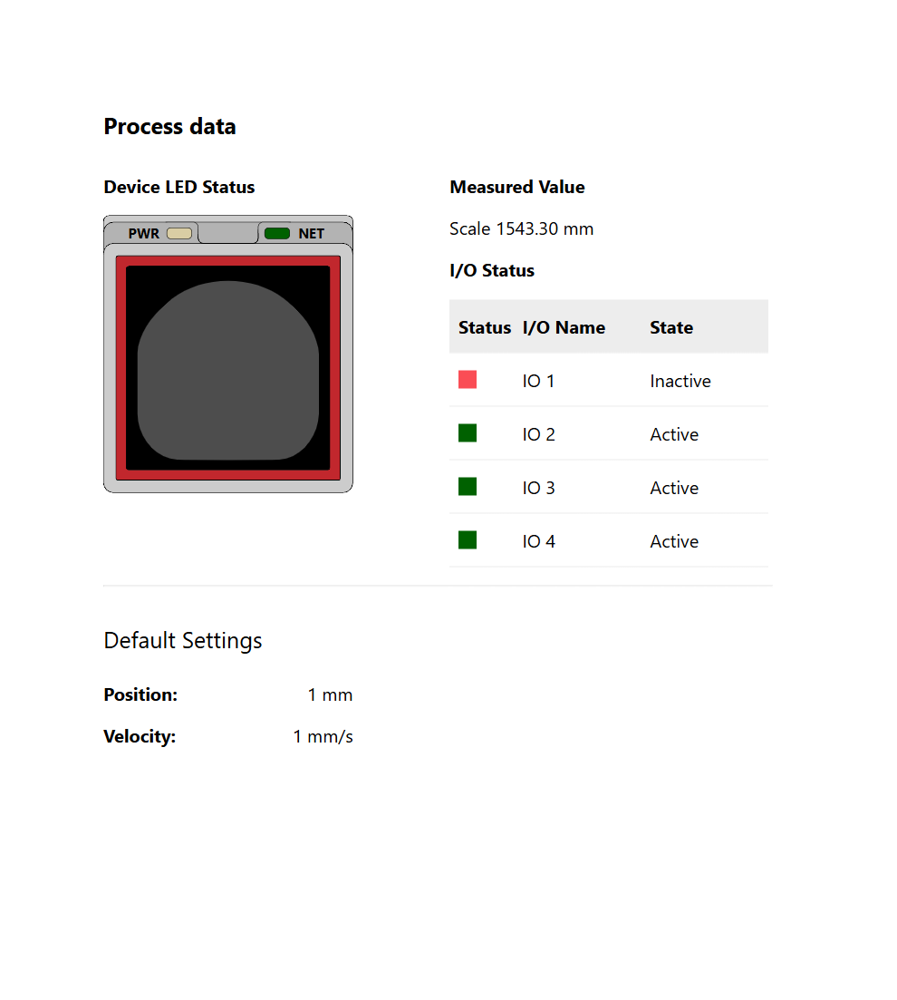 Process data
Device LED Status
PWR NET
Measured Value
Scale 1543.30 mm
I/O Status
Status I/O Name State
IO 1 Inactive
IO 2 Active
IO 3 Active
IO 4 Active
Default Settings
Position: 1 mm
Velocity: 1 mm/s